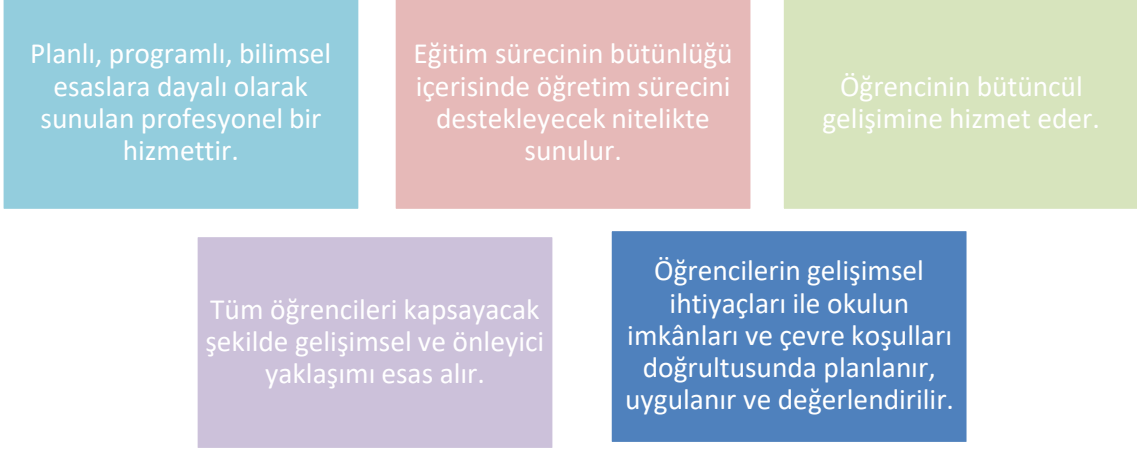 Planlı, programlı, bilimsel
esaslara dayalı olarak
sunulan profesyonel bir
hizmettir.
Eğitim sürecinin bütünlüğü
içerisinde öğretim sürecini
destekleyecek nitelikte
sunulur.
Öğrencinin bütüncül
gelişimine hizmet eder.
Tüm öğrencileri kapsayacak
şekilde gelişimsel ve önleyici
yaklaşımı esas alır.
Öğrencilerin gelişimsel
ihtiyaçları ile okulun
imkânları ve çevre koşulları
doğrultusunda planlanır,
uygulanır ve değerlendirilir.